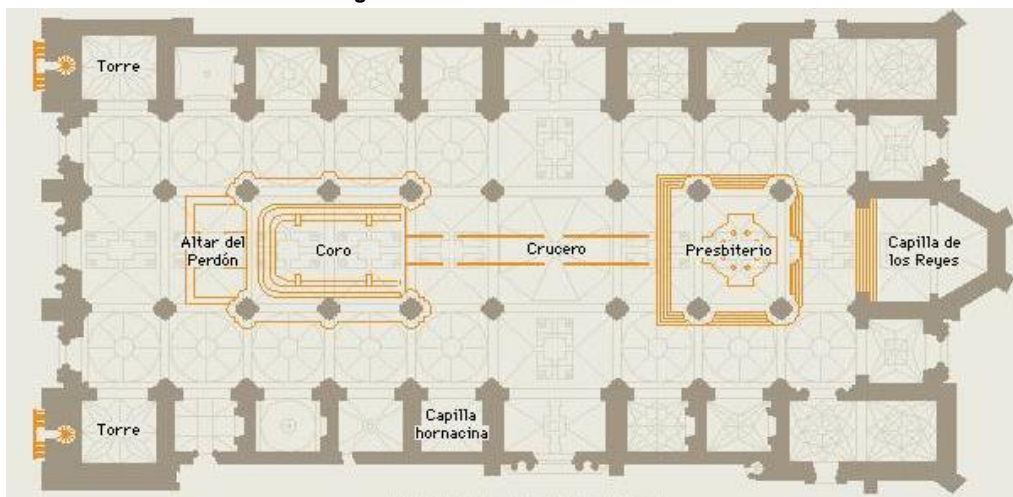 Torre
Altar del
Perdón
Coro
Crucero
Presbiterio
Capilla de
los Reyes
Torre
Capilla
hornacina